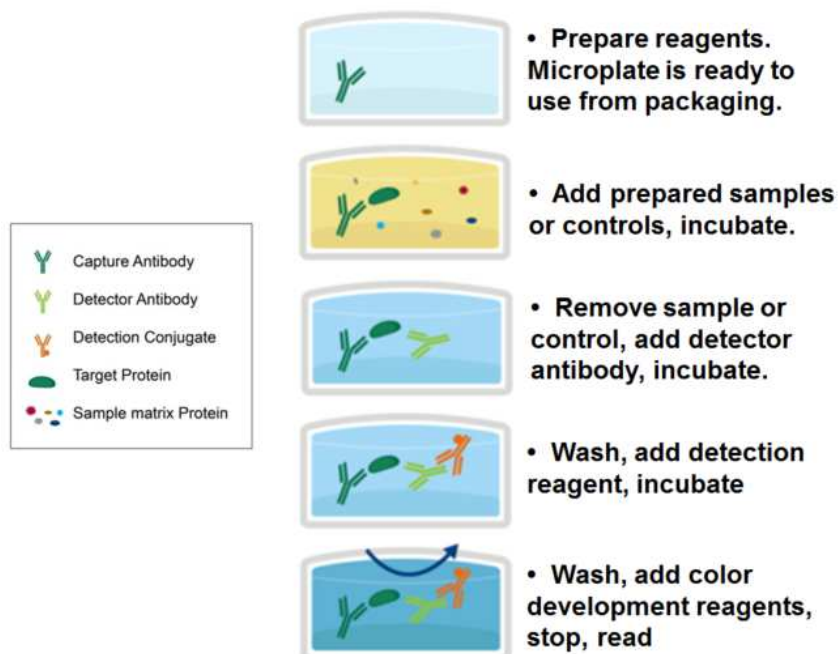 • Prepare reagents.
Microplate is ready to
use from packaging.
• Add prepared samples
or controls, incubate.
Capture Antibody
Detector Antibody
Detection Conjugate
Target Protein
Sample matrix Protein
• Remove sample or
control, add detector
antibody, incubate.
• Wash, add detection
reagent, incubate
• Wash, add color
development reagents,
stop, read